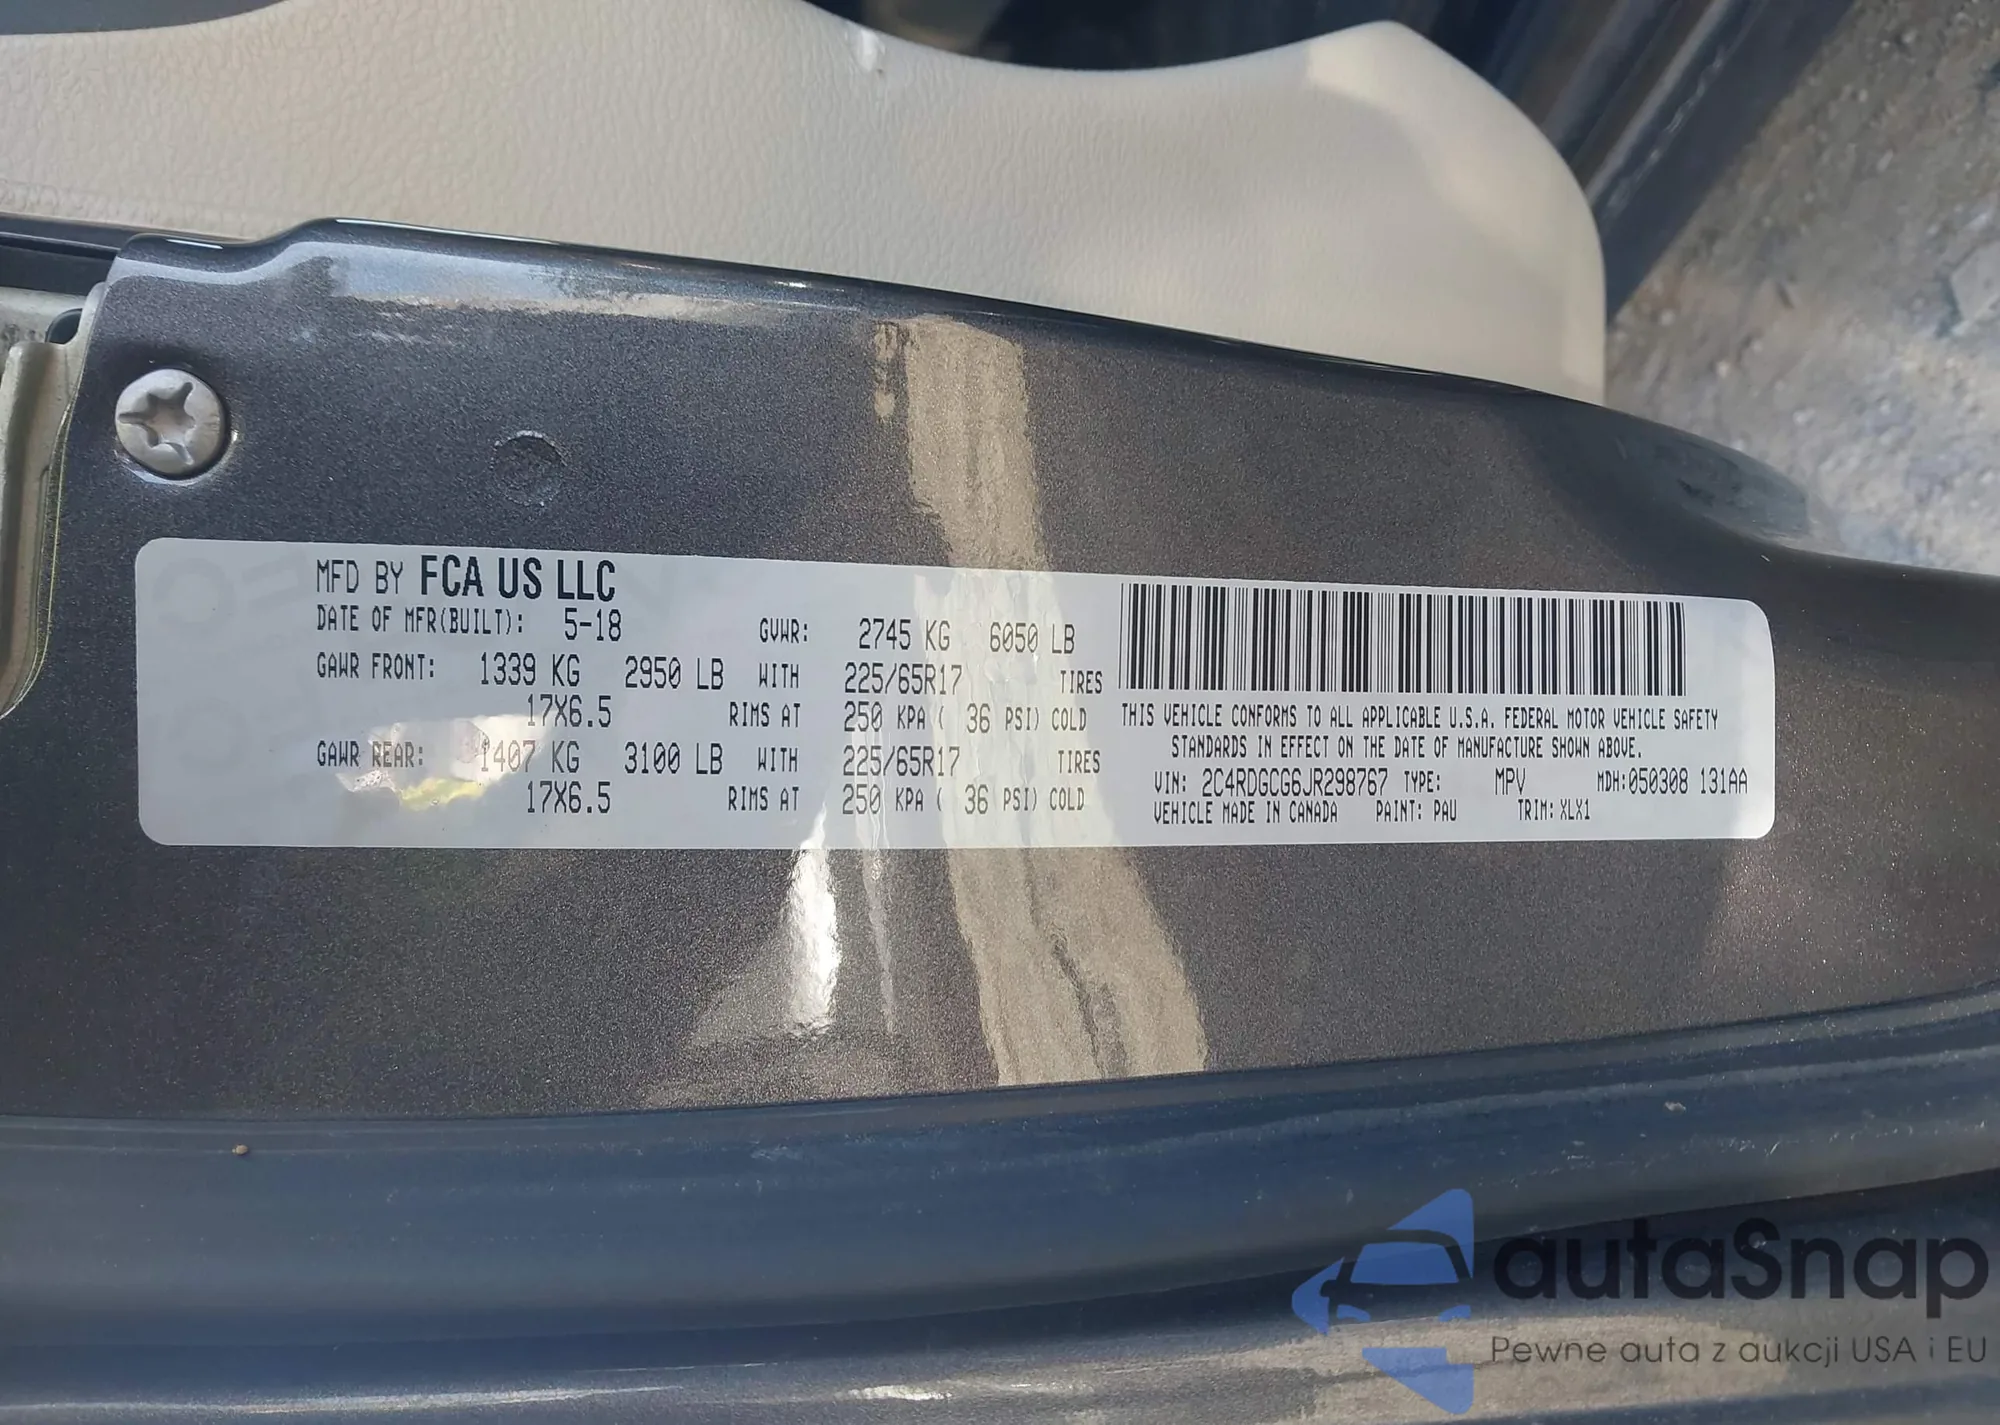 MFD BY FCA US LLC
DATE OF MFR(BUILT): 5-18 GVWR: 2745 KG 6050 LB
GAWR FRONT: 1339 KG 2950 LB WITH 225/65R17 TIRES
17X6.5 RIMS AT 250 KPA ( 36 PSI) COLD
GAWR REAR: 1407 KG 3100 LB WITH 225/65R17 TIRES
17X6.5 RIMS AT 250 KPA ( 36 PSI) COLD
THIS VEHICLE CONFORMS TO ALL APPLICABLE U.S.A. FEDERAL MOTOR VEHICLE SAFETY
STANDARDS IN EFFECT ON THE DATE OF MANUFACTURE SHOWN ABOVE.
VIN: 2C4RDGCG6JR298767 TYPE: MPV MDH:050308 131AA
VEHICLE MADE IN CANADA PAINT: PAU TRIM: XLX1
autaSnap
Pewne auta z aukcji USA i EU